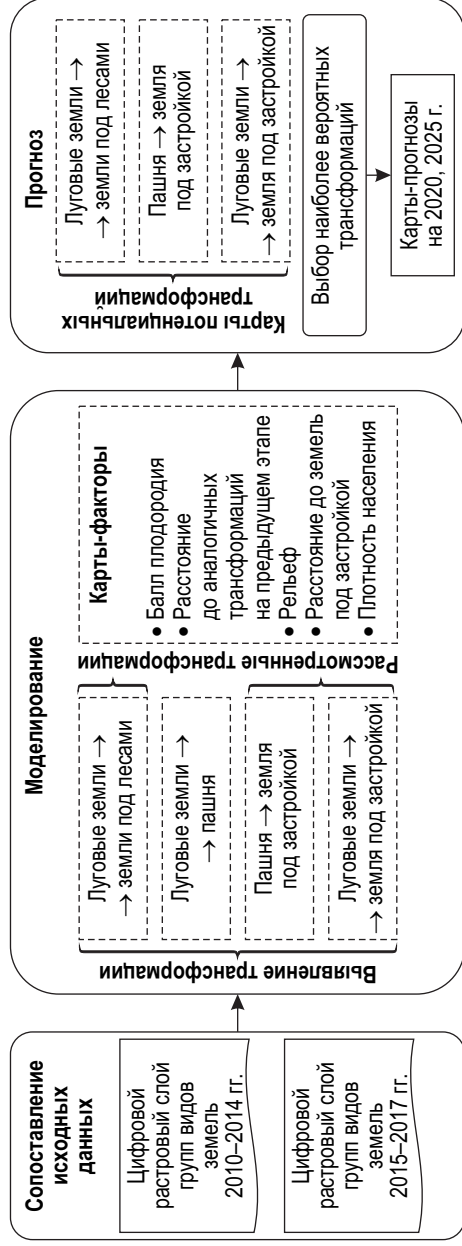 Сопоставление
исходных
данных
Цифровой
растровый слой
групп видов
земель
2010–2014 гг.
Цифровой
растровый слой
групп видов
земель
2015–2017 гг.
Моделирование
Выявление трансформации
Луговые земли →
→ земли под лесами
Луговые земли →
→ пашня
Пашня → земля
под застройкой
Луговые земли →
→ земля под застройкой
Рассмотренные трансформации
Карты-факторы
• Балл плодородия
• Расстояние
до аналогичных
трансформаций
на предыдущем этапе
• Рельеф
• Расстояние до земель
под застройкой
• Плотность населения
Прогноз
Карты потенциальных
трансформаций
Луговые земли →
→ земли под лесами
Пашня → земля
под застройкой
Луговые земли →
→ земля под застройкой
Выбор наиболее вероятных
трансформаций
Карты-прогнозы
на 2020, 2025 г.